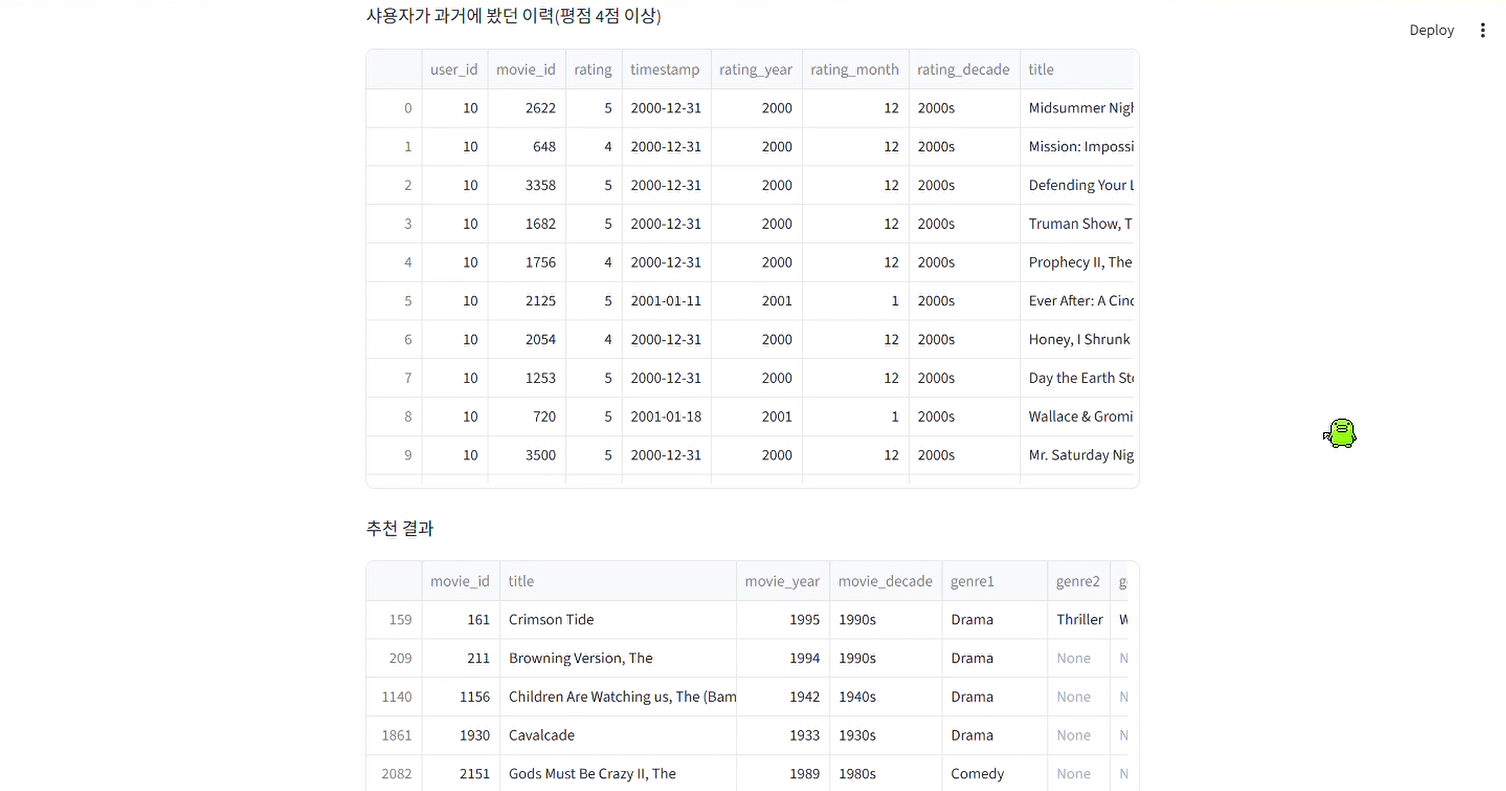 샤용자가 과거에 봤던 이력(평점 4점 이상)
Deploy
user_id movie_id rating timestamp rating_year rating_month rating_decade title
0 10 2622 5 2000-12-31 2000 12 2000s Midsummer Nigh
1 10 648 4 2000-12-31 2000 12 2000s Mission: Impossi
2 10 3358 5 2000-12-31 2000 12 2000s Defending Your L
3 10 1682 5 2000-12-31 2000 12 2000s Truman Show, T
4 10 1756 4 2000-12-31 2000 12 2000s Prophecy II, The
5 10 2125 5 2001-01-11 2001 1 2000s Ever After: A Cinc
6 10 2054 4 2000-12-31 2000 12 2000s Honey, I Shrunk
7 10 1253 5 2000-12-31 2000 12 2000s Day the Earth Sto
8 10 720 5 2001-01-18 2001 1 2000s Wallace & Gromi
9 10 3500 5 2000-12-31 2000 12 2000s Mr. Saturday Nig
추천 결과
movie_id title movie_year movie_decade genre1 genre2 g
159 161 Crimson Tide 1995 1990s Drama Thriller W
209 211 Browning Version, The 1994 1990s Drama None N
1140 1156 Children Are Watching us, The (Bam 1942 1940s Drama None N
1861 1930 Cavalcade 1933 1930s Drama None N
2082 2151 Gods Must Be Crazy II, The 1989 1980s Comedy None N